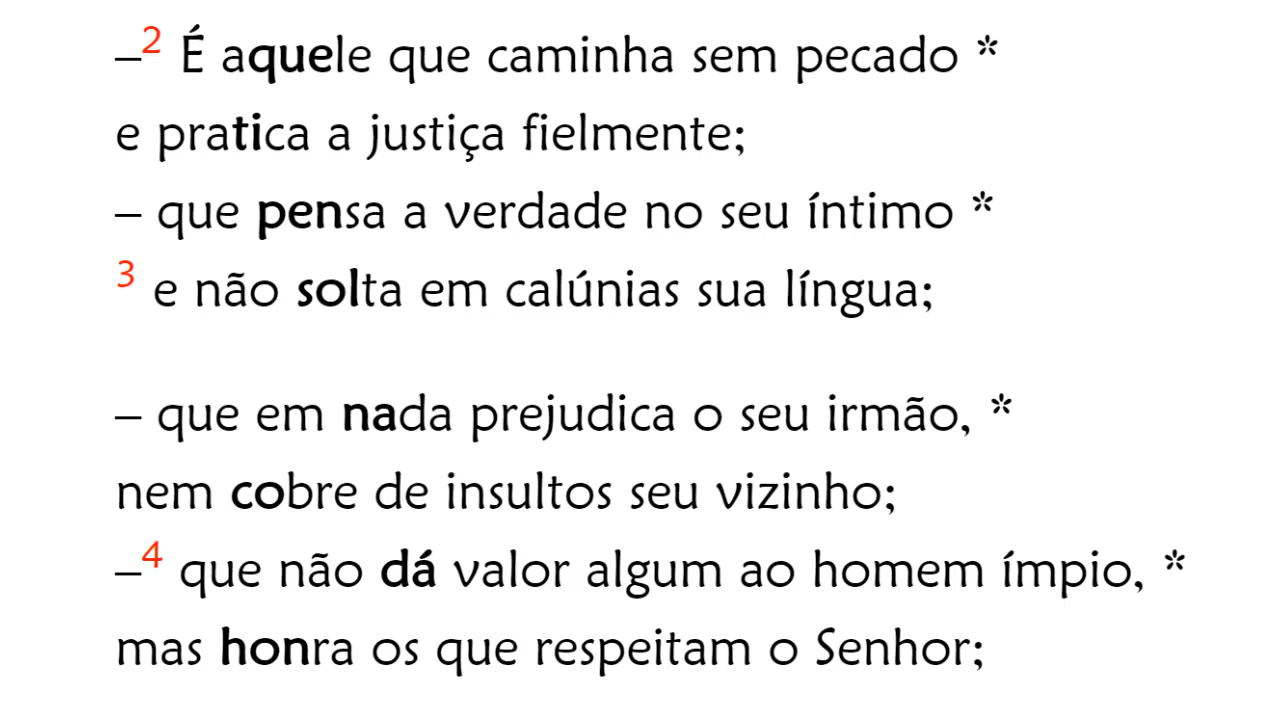 –2 É aquele que caminha sem pecado *
e pratica a justiça fielmente;
– que pensa a verdade no seu íntimo *
3 e não solta em calúnias sua língua;
– que em nada prejudica o seu irmão, *
nem cobre de insultos seu vizinho;
–4 que não dá valor algum ao homem ímpio, *
mas honra os que respeitam o Senhor;